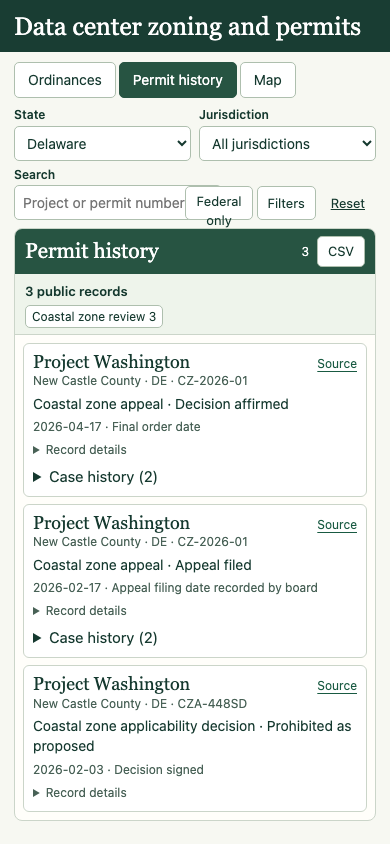 Data center zoning and permits
Ordinances Permit history Map
State Jurisdiction
Delaware All jurisdictions
Search
Project or permit number Federal only Filters Reset
Permit history 3 CSV
3 public records
Coastal zone review 3
Project Washington Source
New Castle County · DE · CZ-2026-01
Coastal zone appeal · Decision affirmed
2026-04-17 · Final order date
▶ Record details
▶ Case history (2)
Project Washington Source
New Castle County · DE · CZ-2026-01
Coastal zone appeal · Appeal filed
2026-02-17 · Appeal filing date recorded by board
▶ Record details
▶ Case history (2)
Project Washington Source
New Castle County · DE · CZA-448SD
Coastal zone applicability decision · Prohibited as
proposed
2026-02-03 · Decision signed
▶ Record details